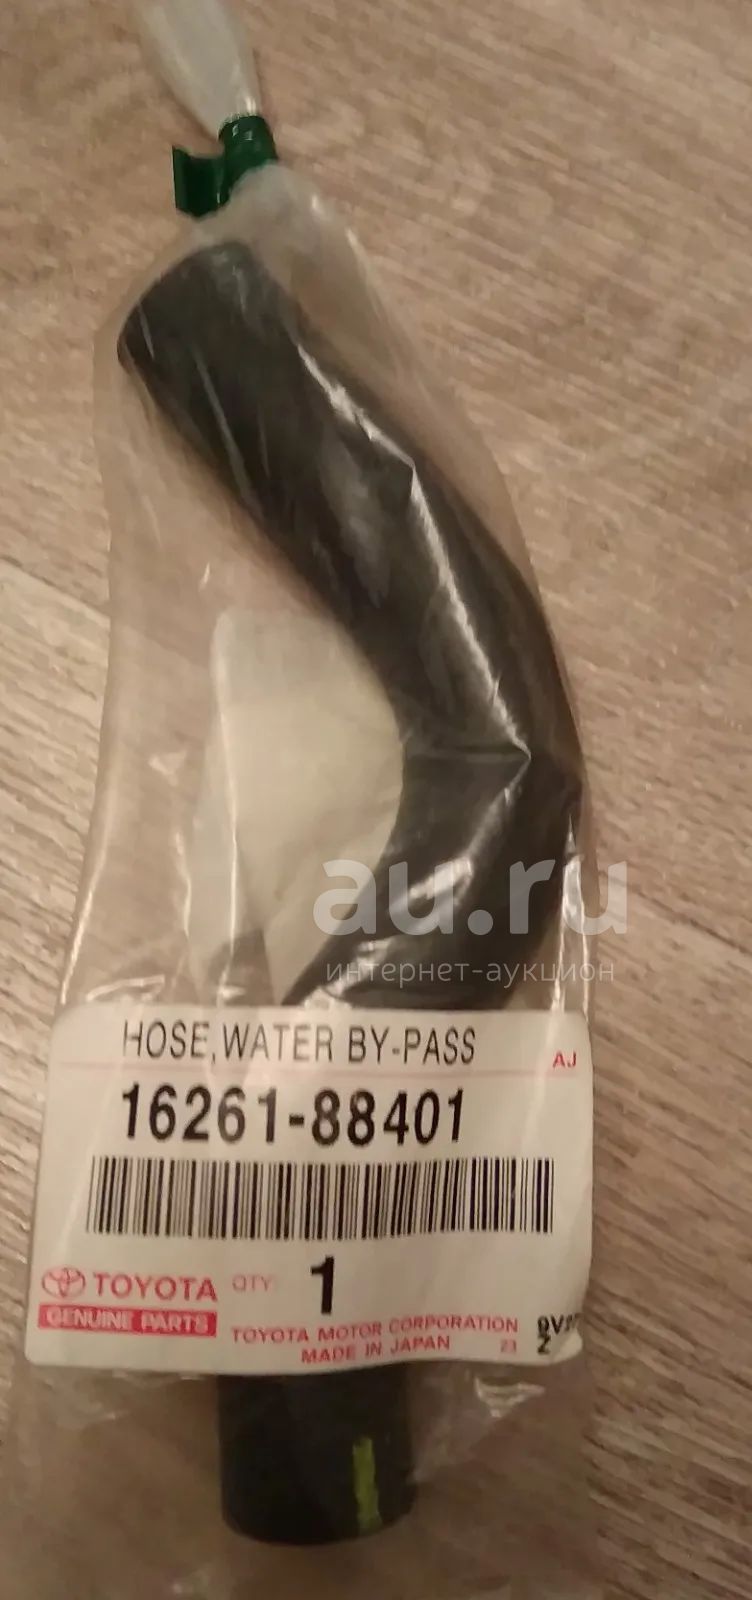 au.ru
интернет-аукцион
HOSE,WATER BY-PASS
AJ
16261-88401
TOYOTA
QTY 1
GENUINE PARTS
TOYOTA MOTOR CORPORATION
MADE IN JAPAN 23
Z